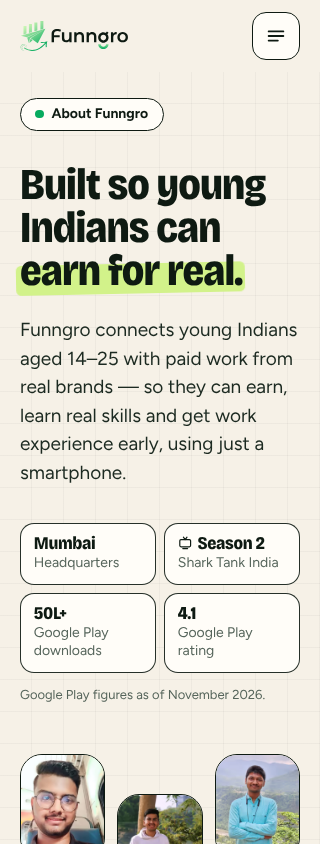 Funngro
About Funngro
Built so young
Indians can
earn for real.
Funngro connects young Indians
aged 14–25 with paid work from
real brands — so they can earn,
learn real skills and get work
experience early, using just a
smartphone.
Mumbai
Headquarters
Season 2
Shark Tank India
50L+
Google Play
downloads
4.1
Google Play
rating
Google Play figures as of November 2026.